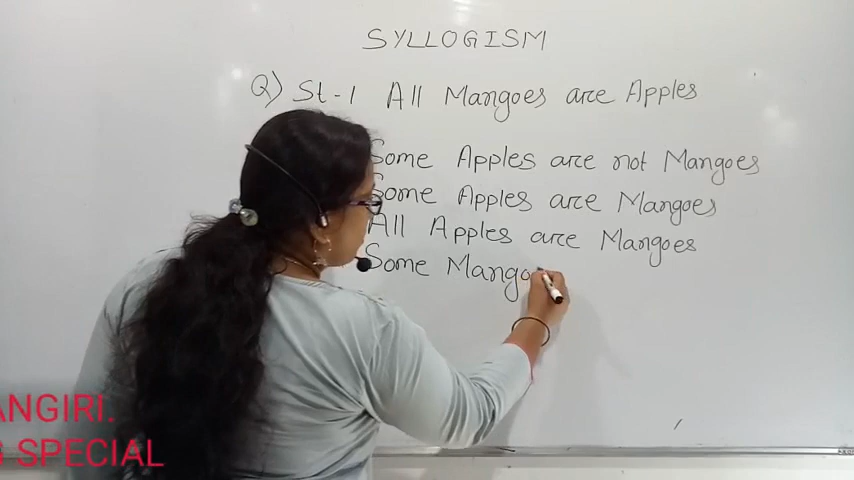 SYLLOGISM
Q) St-1 All Mangoes are Apples
Some Apples are not Mangoes
Some Apples are Mangoes
All Apples are Mangoes
Some Mango
ANGIRI.
SPECIAL